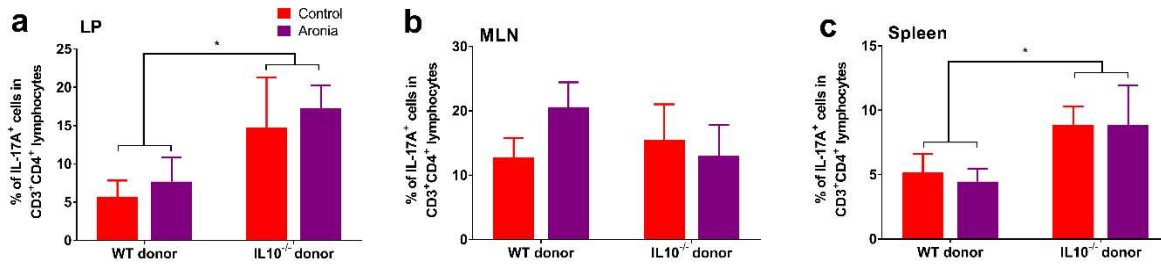 a
LP
Control
Aronia
% of IL-17A⁺ cells in
CD3⁺CD4⁺ lymphocytes
25
20
15
10
5
0
*
WT donor
IL10⁻/⁻ donor
b
MLN
% of IL-17A⁺ cells in
CD3⁺CD4⁺ lymphocytes
30
20
10
0
WT donor
IL10⁻/⁻ donor
c
Spleen
% of IL-17A⁺ cells in
CD3⁺CD4⁺ lymphocytes
15
10
5
0
*
WT donor
IL10⁻/⁻ donor